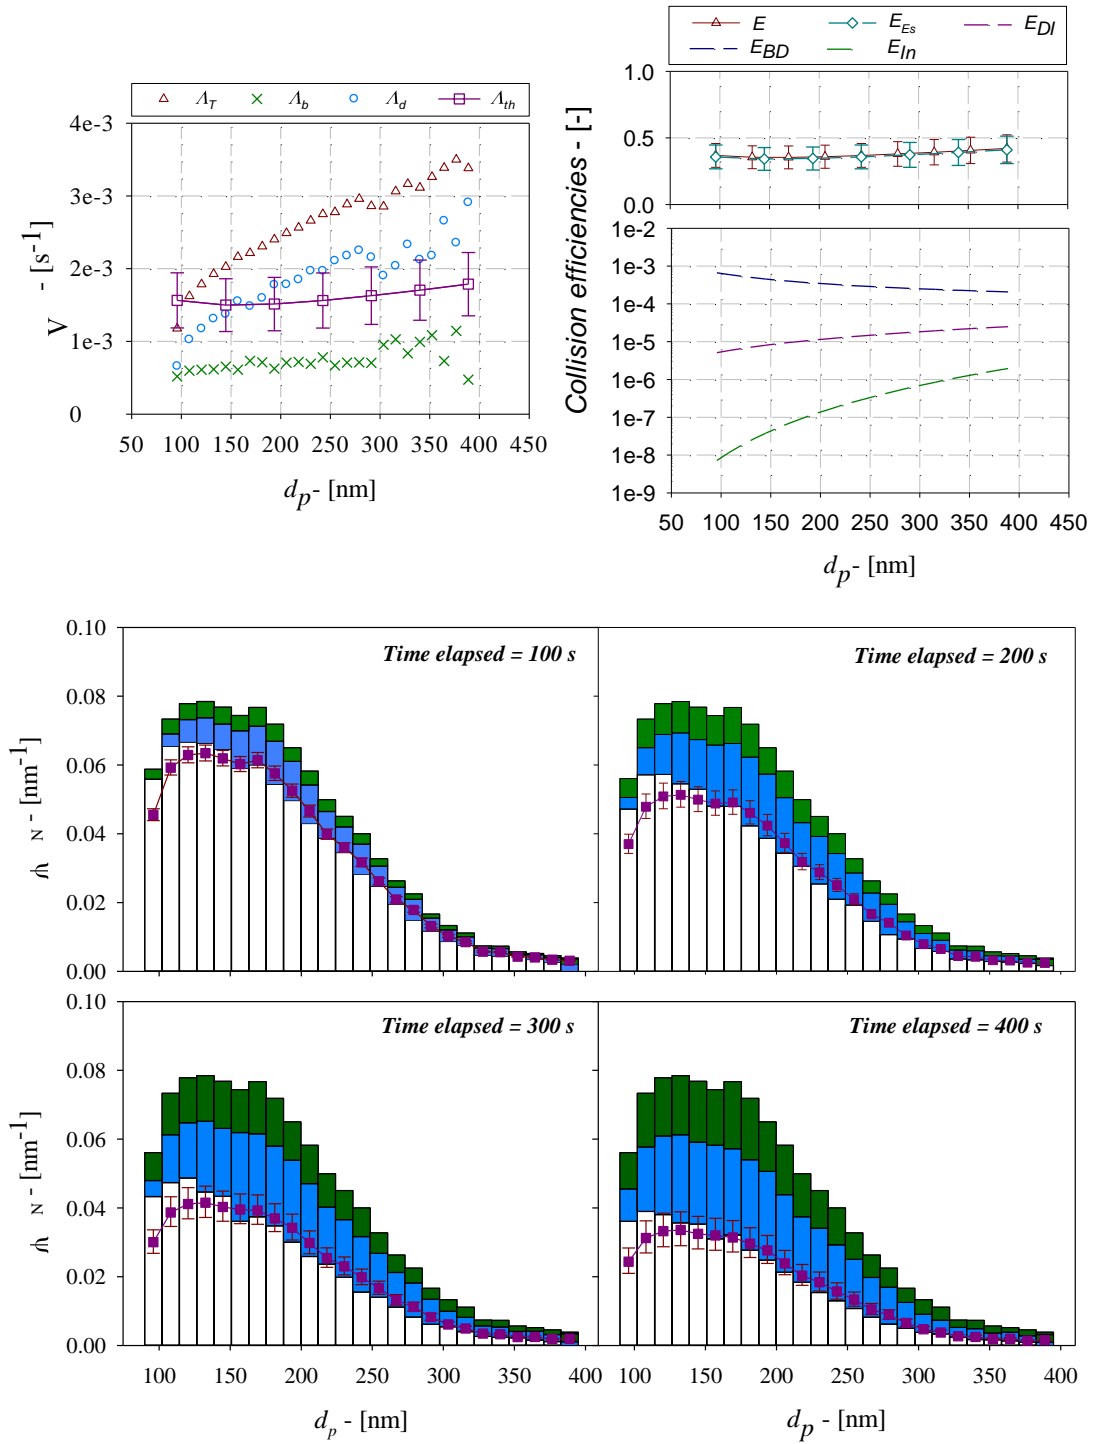 E E_Es E_DI
E_BD E_In
Λ_T Λ_b Λ_d Λ_th
4e-3
3e-3
2e-3
1e-3
0
V - [s⁻¹]
50 100 150 200 250 300 350 400 450
d_p - [nm]
1.0
0.5
0.0
1e-2
1e-3
1e-4
1e-5
1e-6
1e-7
1e-8
1e-9
Collision efficiencies - [-]
50 100 150 200 250 300 350 400 450
d_p - [nm]
0.10
0.08
0.06
0.04
0.02
0.00
N - [nm⁻¹]
Time elapsed = 100 s
Time elapsed = 200 s
0.10
0.08
0.06
0.04
0.02
0.00
N - [nm⁻¹]
Time elapsed = 300 s
Time elapsed = 400 s
100 150 200 250 300 350 400
100 150 200 250 300 350 400
d_p - [nm]
d_p - [nm]